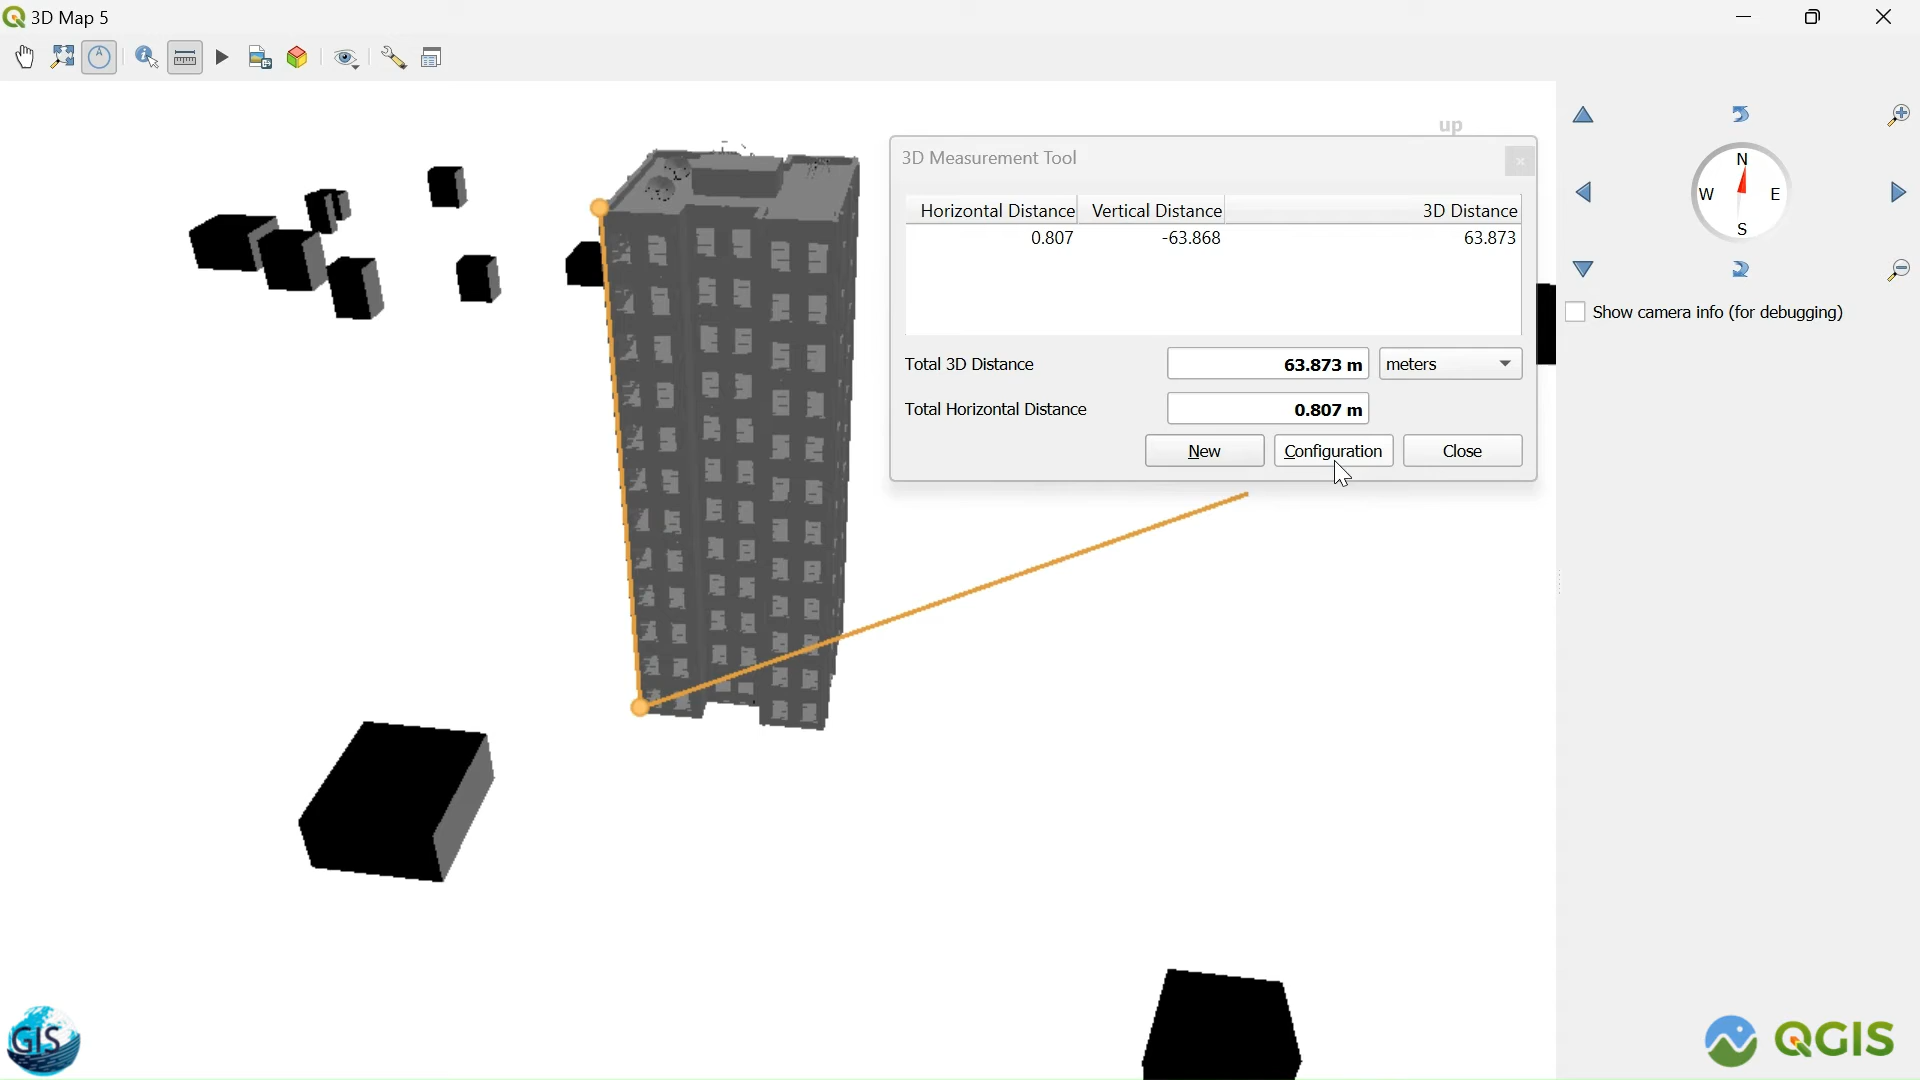 3D Map 5
up
3D Measurement Tool
Horizontal Distance Vertical Distance 3D Distance
0.807 -63.868 63.873
Total 3D Distance 63.873 m meters
Total Horizontal Distance 0.807 m
New Configuration Close
N
W E
S
Show camera info (for debugging)
GIS
QGIS